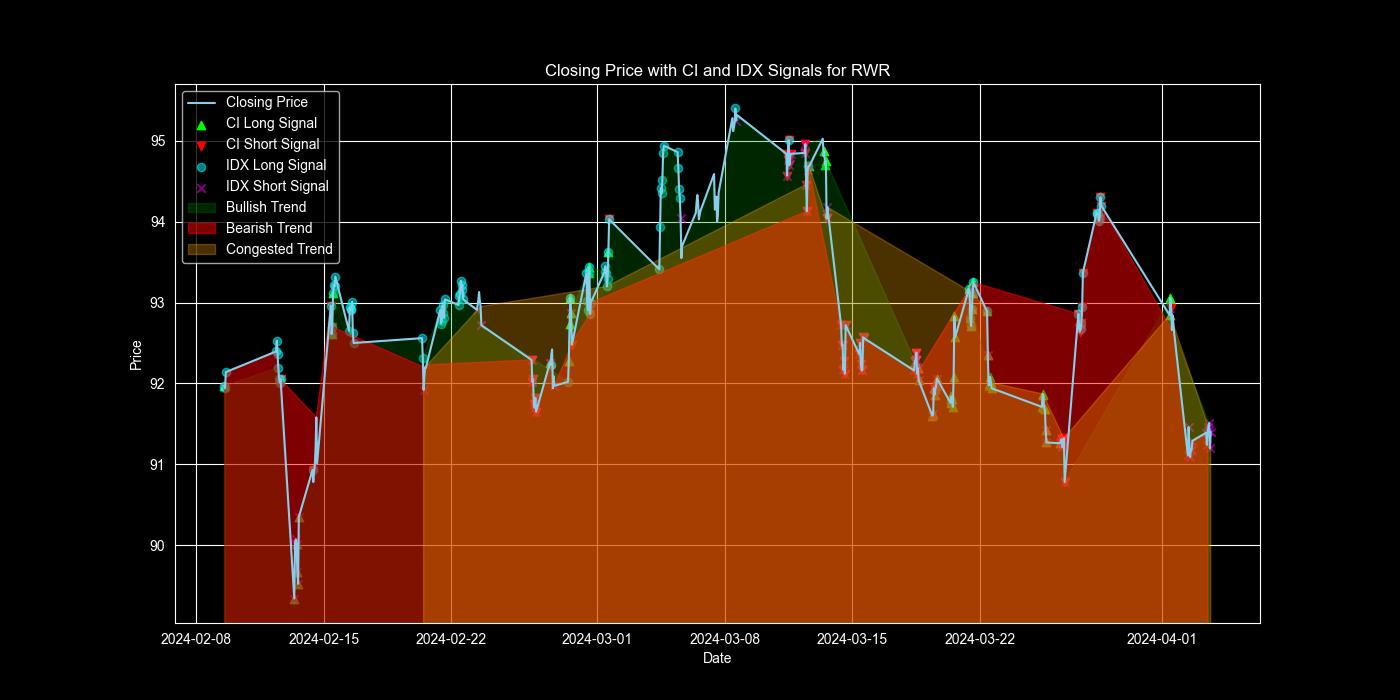 Closing Price with CI and IDX Signals for RWR
Closing Price
CI Long Signal
CI Short Signal
IDX Long Signal
IDX Short Signal
Bullish Trend
Bearish Trend
Congested Trend
Price
95
94
93
92
91
90
2024-02-08
2024-02-15
2024-02-22
2024-03-01
2024-03-08
2024-03-15
2024-03-22
2024-04-01
Date